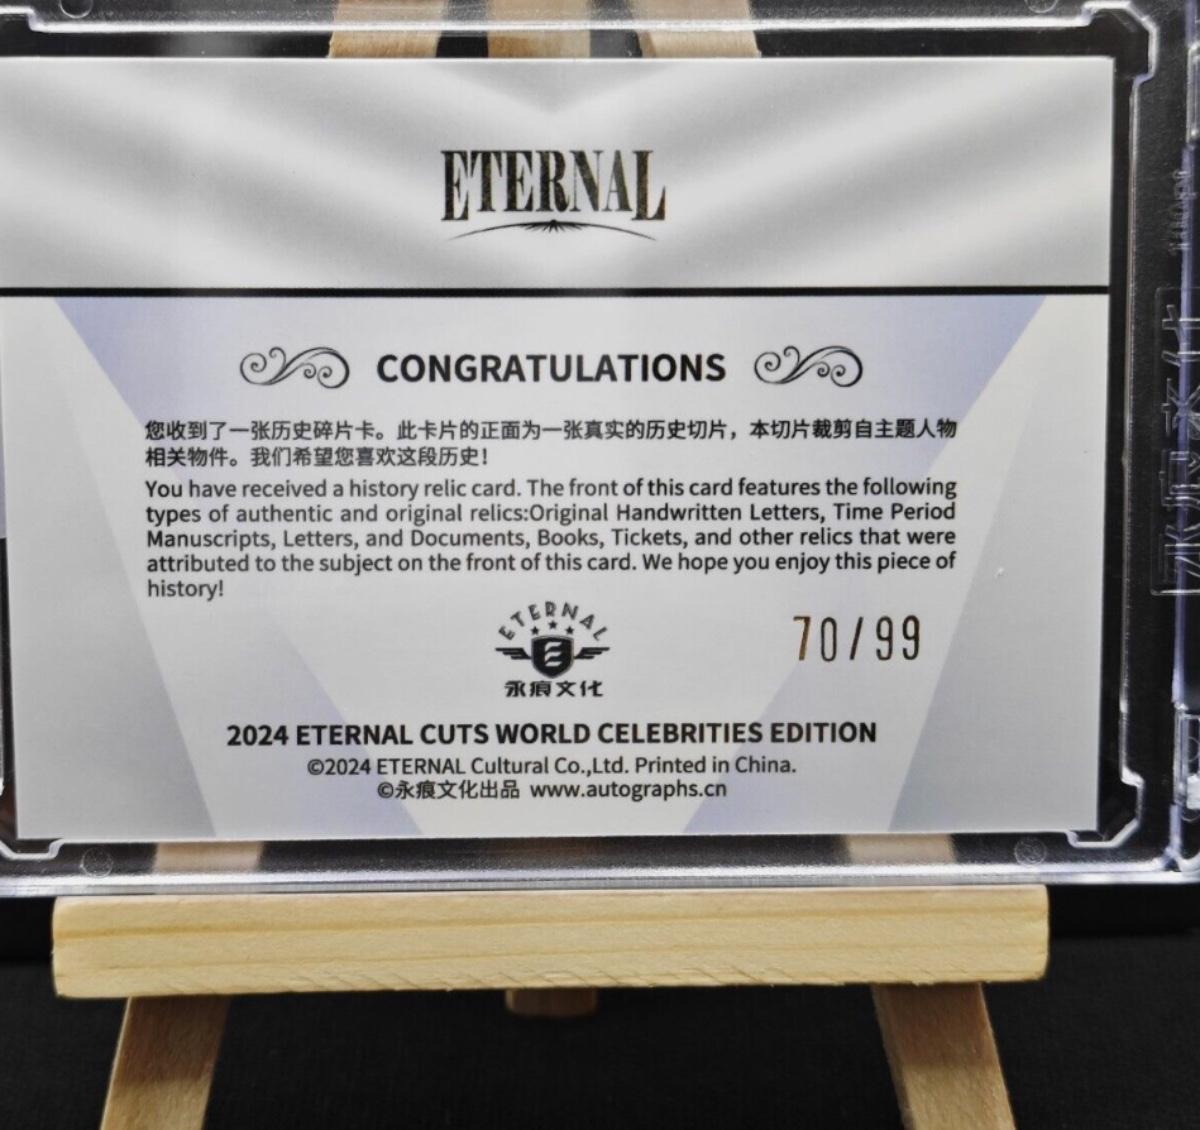 ETERNAL
CONGRATULATIONS
您收到了一张历史碎片卡。此卡片的正面为一张真实的历史切片，本切片裁剪自主题人物
相关物件。我们希望您喜欢这段历史！
You have received a history relic card. The front of this card features the following
types of authentic and original relics:Original Handwritten Letters, Time Period
Manuscripts, Letters, and Documents, Books, Tickets, and other relics that were
attributed to the subject on the front of this card. We hope you enjoy this piece of
history!
ETERNAL
永痕文化
70/99
2024 ETERNAL CUTS WORLD CELEBRITIES EDITION
©2024 ETERNAL Cultural Co.,Ltd. Printed in China.
©永痕文化出品 www.autographs.cn
永痕文化